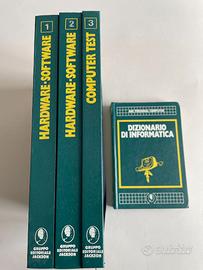 1
HARDWARE·SOFTWARE
GRUPPO
EDITORIALE
JACKSON
2
HARDWARE·SOFTWARE
GRUPPO
EDITORIALE
JACKSON
3
COMPUTER TEST
GRUPPO
EDITORIALE
JACKSON
DIZIONARIO
DI INFORMATICA
subito.it